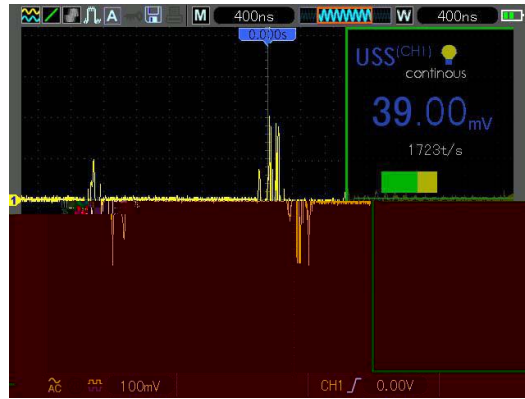 A M 400ns W 400ns
0.000s
USS(CH1)
continous
39.00mV
1723t/s
1
AC 100mV CH1 0.00V